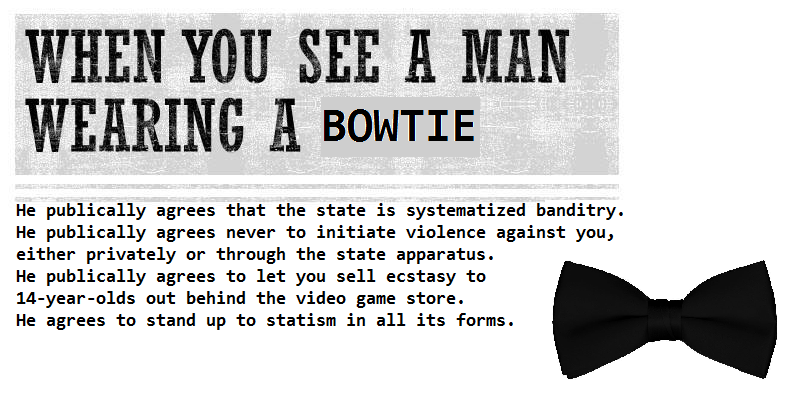 WHEN YOU SEE A MAN
WEARING A BOWTIE
He publically agrees that the state is systematized banditry.
He publically agrees never to initiate violence against you,
either privately or through the state apparatus.
He publically agrees to let you sell ecstasy to
14-year-olds out behind the video game store.
He agrees to stand up to statism in all its forms.